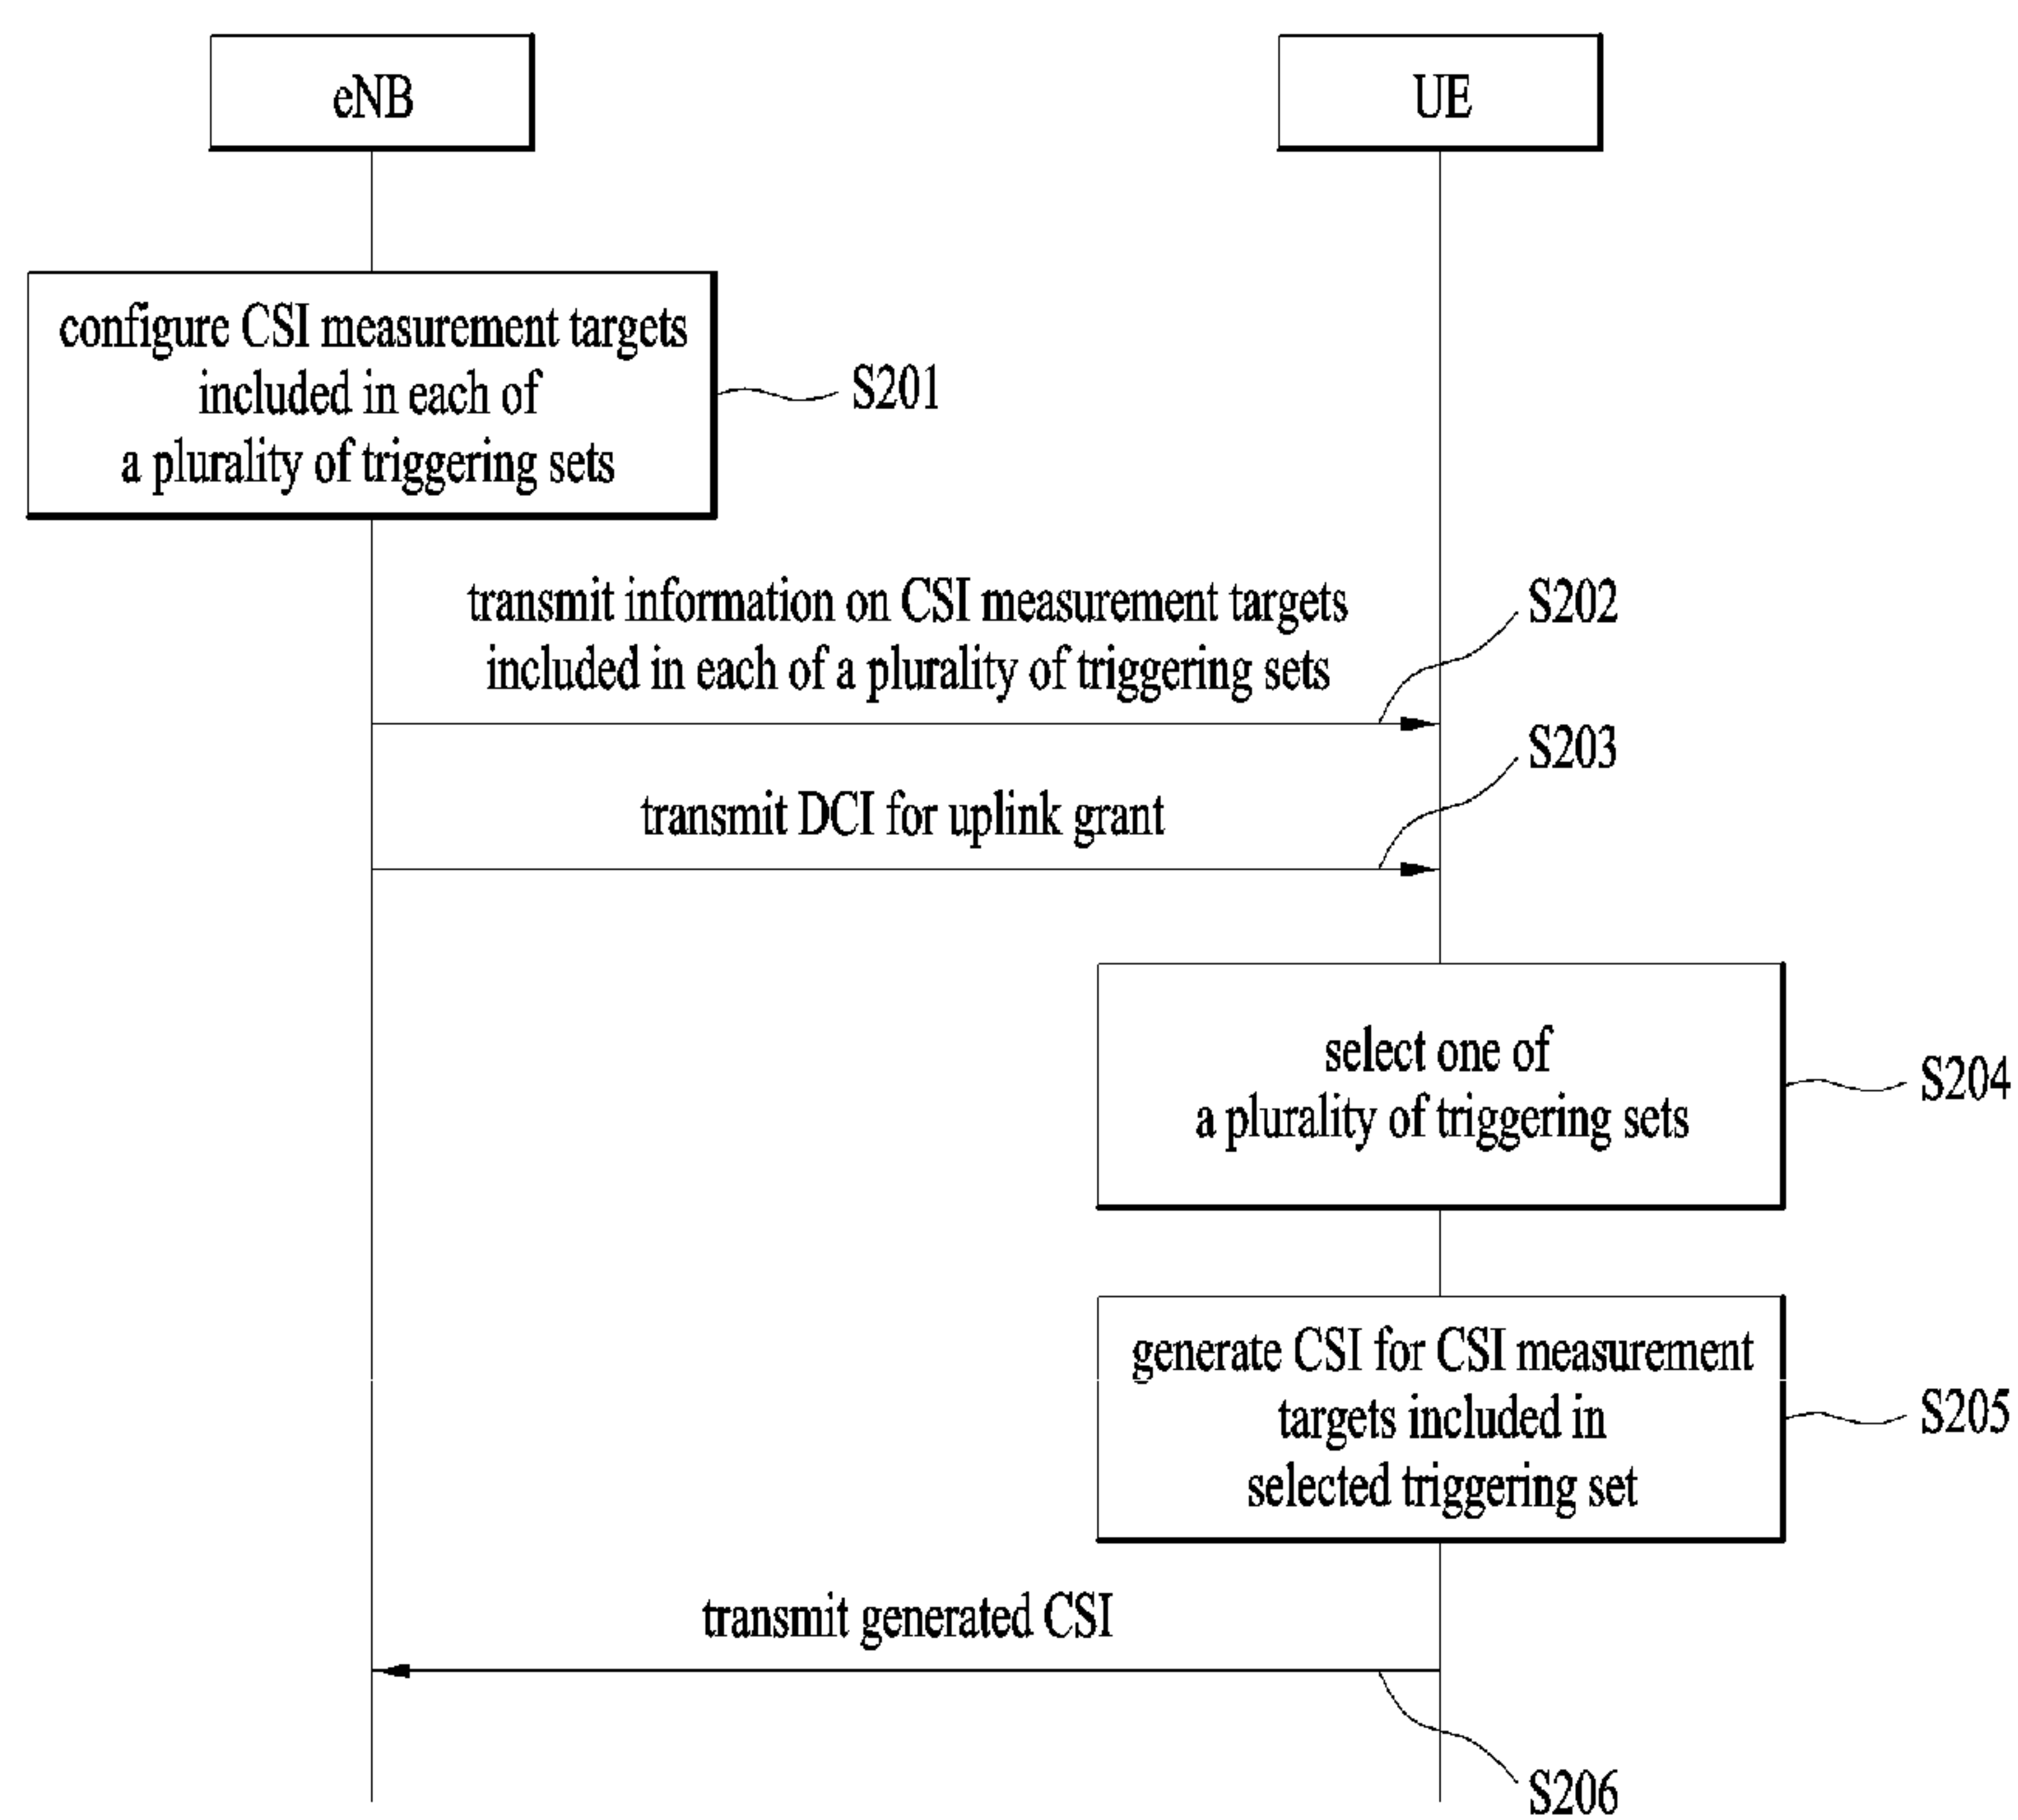 eNB
UE
configure CSI measurement targets
included in each of
a plurality of triggering sets
S201
transmit information on CSI measurement targets
included in each of a plurality of triggering sets
S202
transmit DCI for uplink grant
S203
select one of
a plurality of triggering sets
S204
generate CSI for CSI measurement
targets included in
selected triggering set
S205
transmit generated CSI
S206